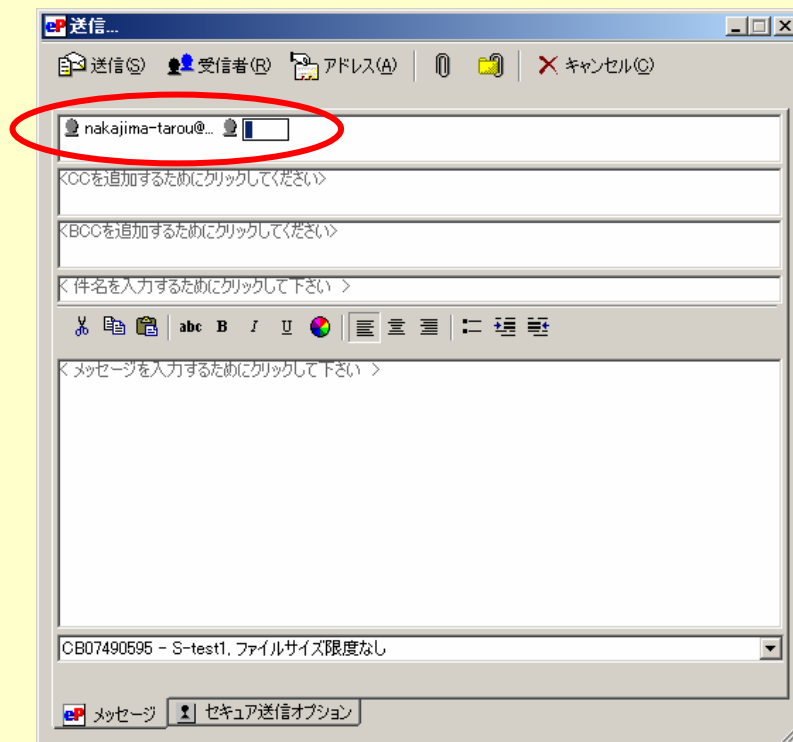 eP 送信...
送信(S) 受信者(R) アドレス(A) キャンセル(C)
nakajima-tarou@...
<CCを追加するためにクリックしてください>
<BCCを追加するためにクリックしてください>
< 件名を入力するためにクリックして下さい >
abc B I U
< メッセージを入力するためにクリックして下さい >
CB07490595 - S-test1, ファイルサイズ限度なし
eP メッセージ セキュア送信オプション